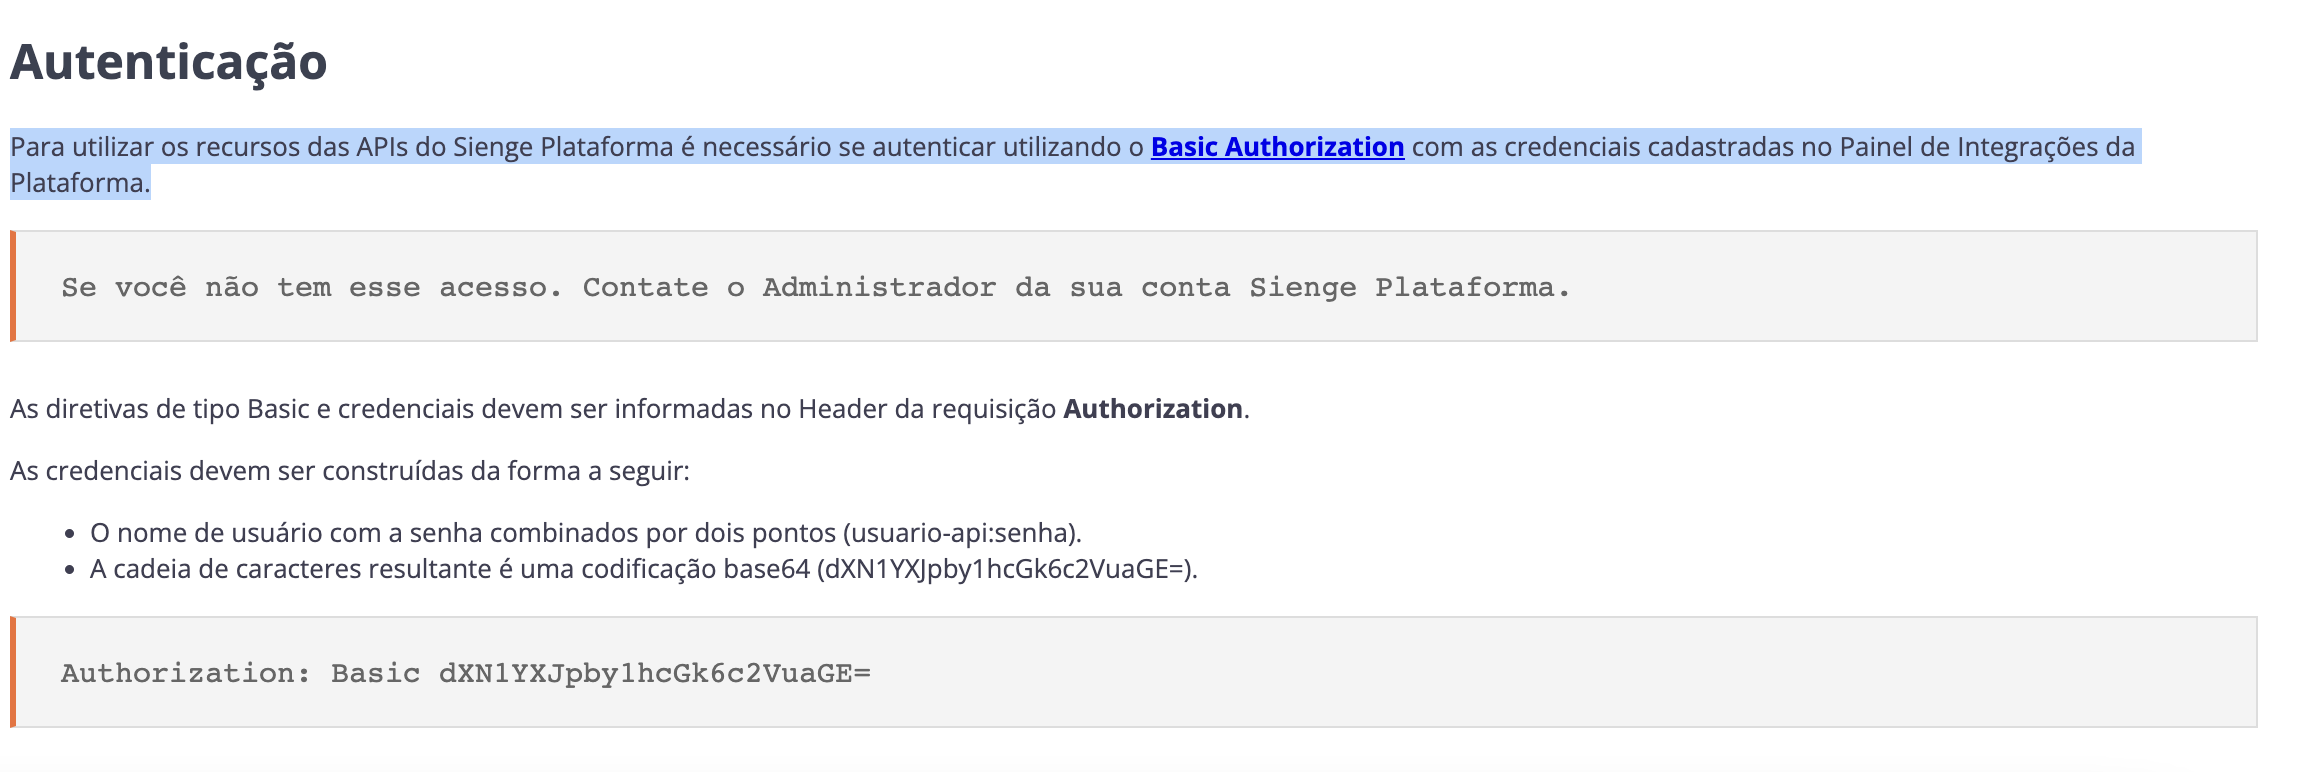 Autenticação
Para utilizar os recursos das APIs do Sienge Plataforma é necessário se autenticar utilizando o Basic Authorization com as credenciais cadastradas no Painel de Integrações da
Plataforma.
Se você não tem esse acesso. Contate o Administrador da sua conta Sienge Plataforma.
As diretivas de tipo Basic e credenciais devem ser informadas no Header da requisição Authorization.
As credenciais devem ser construídas da forma a seguir:
• O nome de usuário com a senha combinados por dois pontos (usuario-api:senha).
• A cadeia de caracteres resultante é uma codificação base64 (dXN1YXJpby1hcGk6c2VuaGE=).
Authorization: Basic dXN1YXJpby1hcGk6c2VuaGE=